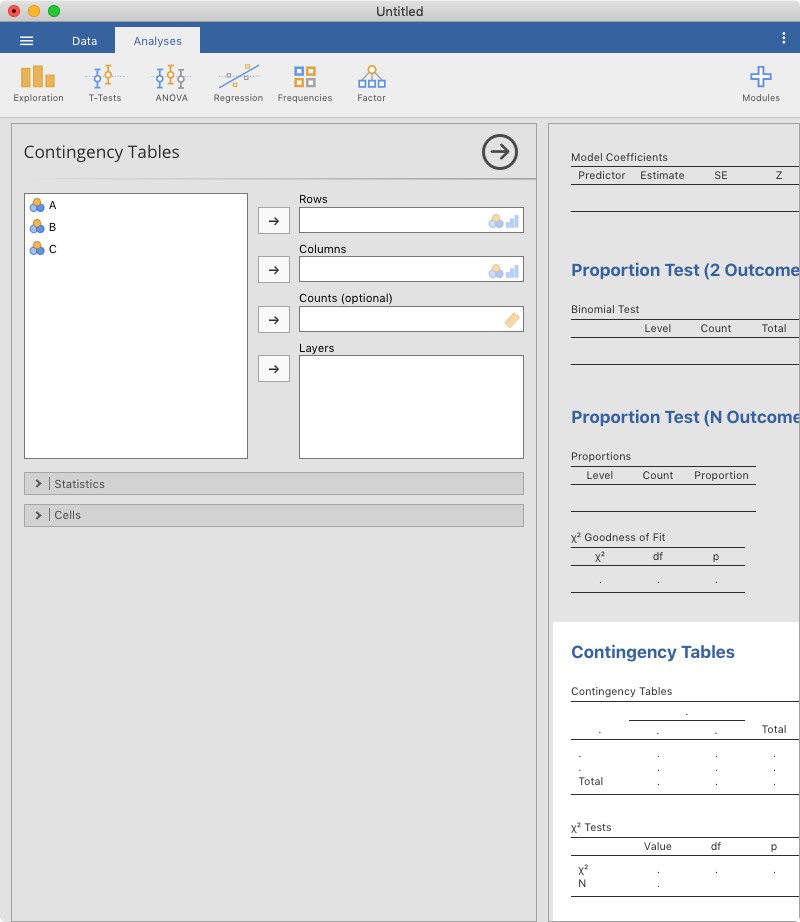 Untitled
Data
Analyses
Exploration
T-Tests
ANOVA
Regression
Frequencies
Factor
Modules
Contingency Tables
A
B
C
Rows
Columns
Counts (optional)
Layers
Statistics
Cells
Model Coefficients
Predictor Estimate SE Z
Proportion Test (2 Outcome
Binomial Test
Level Count Total
Proportion Test (N Outcome
Proportions
Level Count Proportion
χ² Goodness of Fit
χ² df p
. . .
Contingency Tables
Contingency Tables
.
. . . Total
. . . .
. . . .
Total . . .
χ² Tests
Value df p
χ² . . .
N .